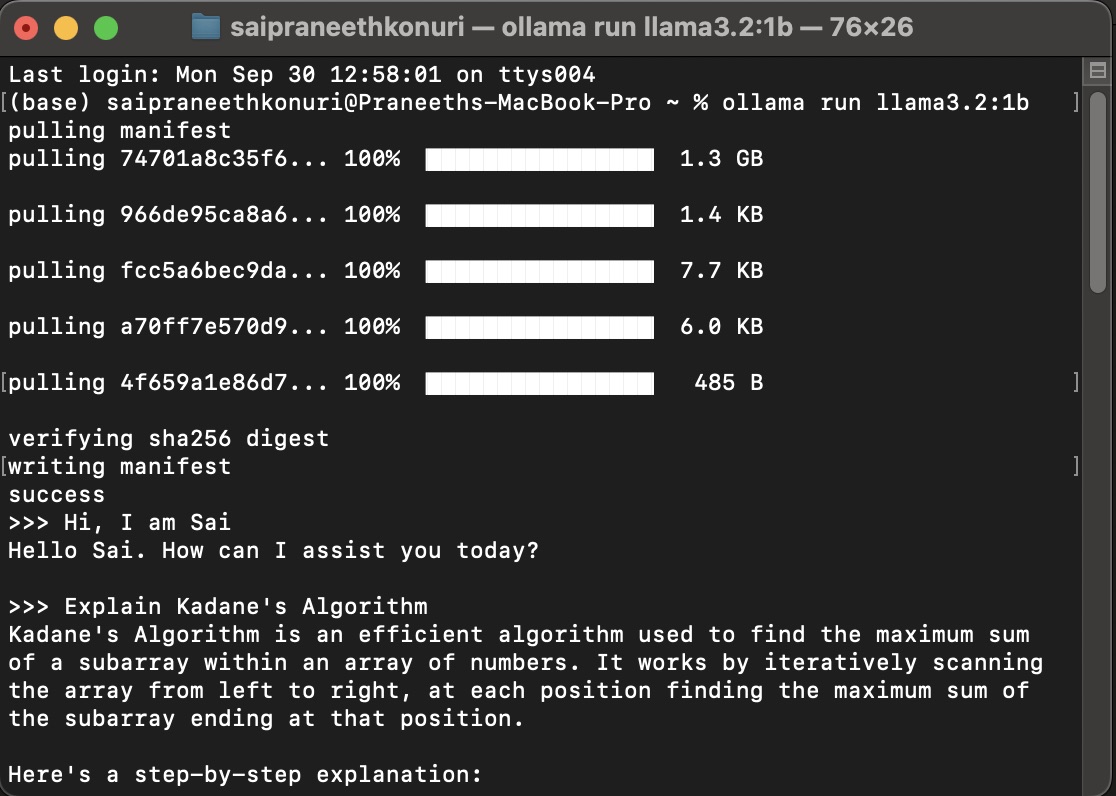 saipraneethkonuri — ollama run llama3.2:1b — 76×26
Last login: Mon Sep 30 12:58:01 on ttys004
[(base) saipraneethkonuri@Praneeths-MacBook-Pro ~ % ollama run llama3.2:1b ]
pulling manifest
pulling 74701a8c35f6... 100% 1.3 GB
pulling 966de95ca8a6... 100% 1.4 KB
pulling fcc5a6bec9da... 100% 7.7 KB
pulling a70ff7e570d9... 100% 6.0 KB
[pulling 4f659a1e86d7... 100% 485 B ]
verifying sha256 digest
[writing manifest ]
success
>>> Hi, I am Sai
Hello Sai. How can I assist you today?
>>> Explain Kadane's Algorithm
Kadane's Algorithm is an efficient algorithm used to find the maximum sum
of a subarray within an array of numbers. It works by iteratively scanning
the array from left to right, at each position finding the maximum sum of
the subarray ending at that position.
Here's a step-by-step explanation: